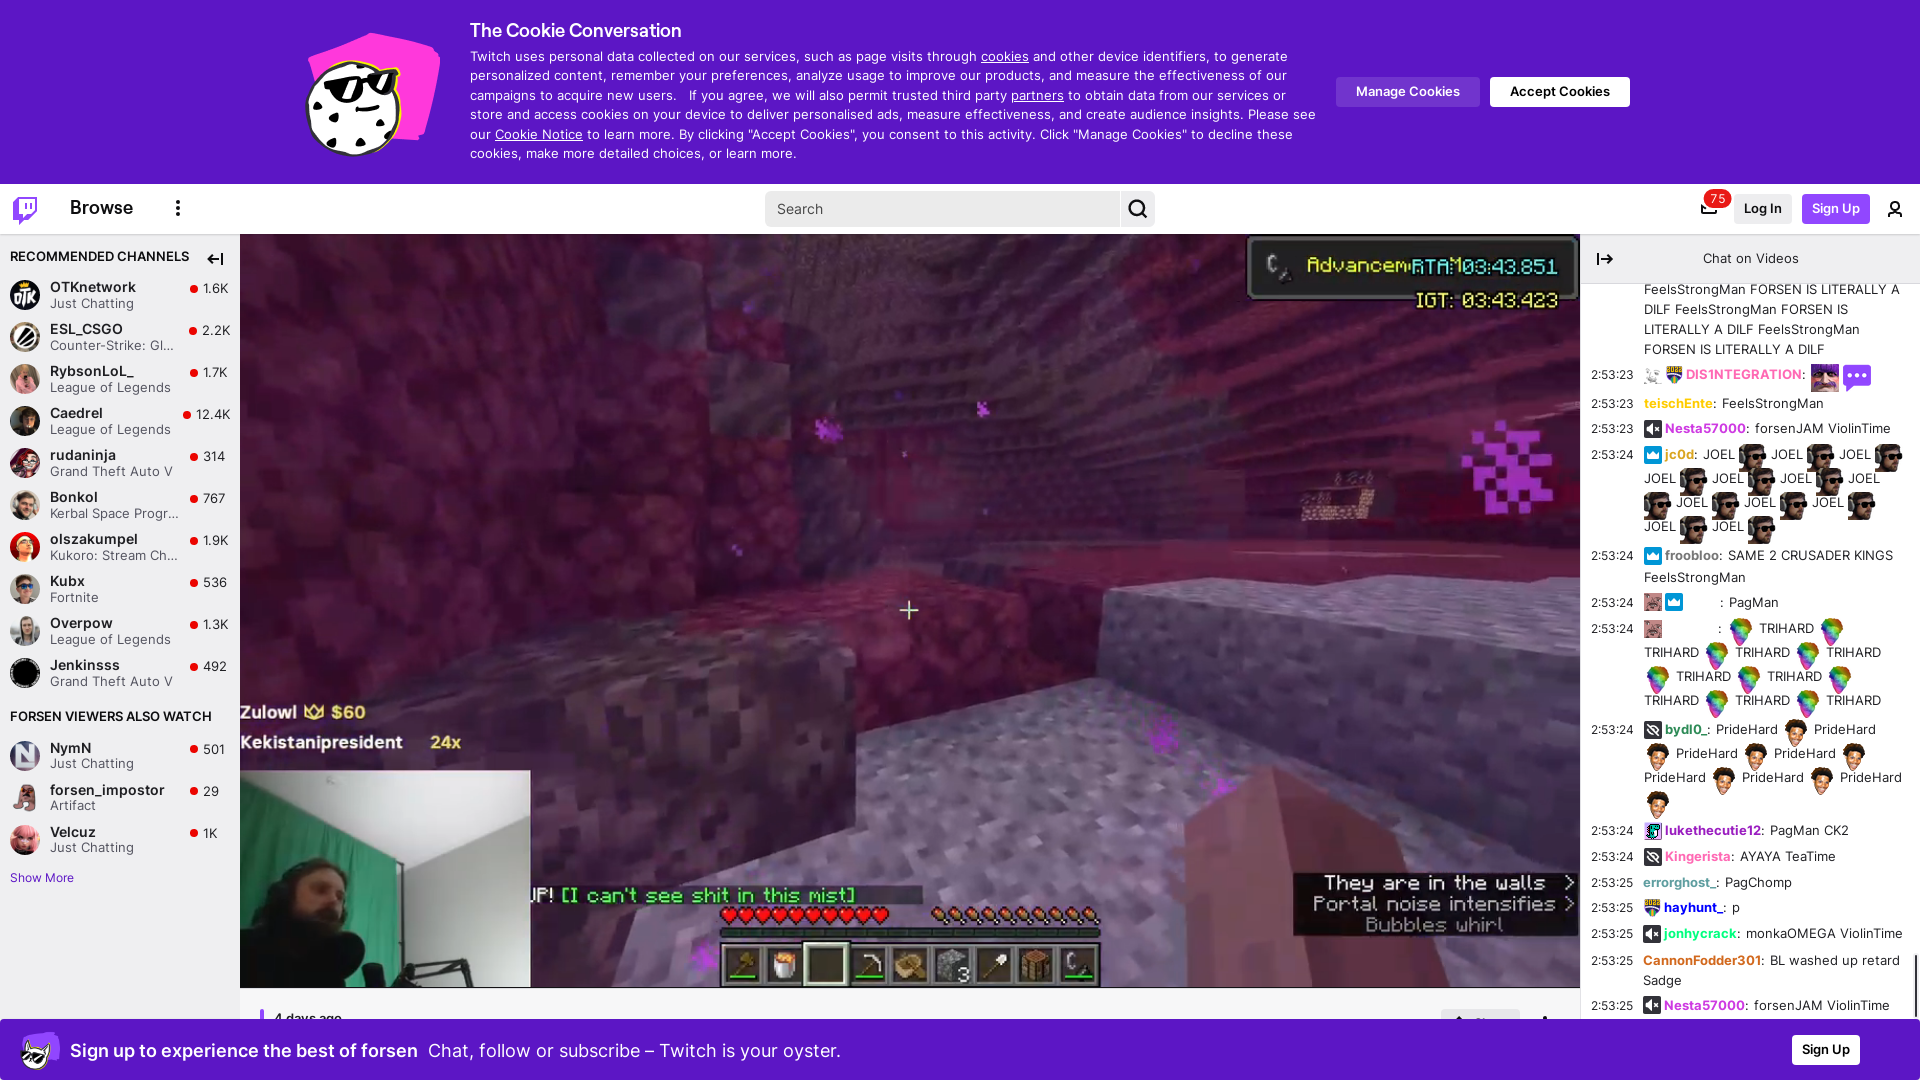 The Cookie Conversation
Twitch uses personal data collected on our services, such as page visits through cookies and other device identifiers, to generate
personalized content, remember your preferences, analyze usage to improve our products, and measure the effectiveness of our
campaigns to acquire new users.   If you agree, we will also permit trusted third party partners to obtain data from our services or
store and access cookies on your device to deliver personalised ads, measure effectiveness, and create audience insights. Please see
our Cookie Notice to learn more. By clicking "Accept Cookies", you consent to this activity. Click "Manage Cookies" to decline these
cookies, make more detailed choices, or learn more.
Manage Cookies
Accept Cookies
Browse
Search
75
Log In
Sign Up
RECOMMENDED CHANNELS
OTKnetwork 1.6K
Just Chatting
ESL_CSGO 2.2K
Counter-Strike: Gl...
RybsonLoL_ 1.7K
League of Legends
Caedrel 12.4K
League of Legends
rudaninja 314
Grand Theft Auto V
Bonkol 767
Kerbal Space Progr...
olszakumpel 1.9K
Kukoro: Stream Ch...
Kubx 536
Fortnite
Overpow 1.3K
League of Legends
Jenkinsss 492
Grand Theft Auto V
FORSEN VIEWERS ALSO WATCH
NymN 501
Just Chatting
forsen_impostor 29
Artifact
Velcuz 1K
Just Chatting
Show More
RTA: 03:43.851
IGT: 03:43.423
Zulowl $60
Kekistanipresident 24x
JP! [I can't see shit in this mist]
They are in the walls >
Portal noise intensifies >
Bubbles whirl
3
4 days ago
Chat on Videos
FeelsStrongMan FORSEN IS LITERALLY A
DILF FeelsStrongMan FORSEN IS
LITERALLY A DILF FeelsStrongMan
FORSEN IS LITERALLY A DILF
2:53:23 DIS1NTEGRATION:
2:53:23 teischEnte: FeelsStrongMan
2:53:23 Nesta57000: forsenJAM ViolinTime
2:53:24 jc0d: JOEL JOEL JOEL
JOEL JOEL JOEL JOEL
JOEL JOEL JOEL
JOEL JOEL
2:53:24 froobloo: SAME 2 CRUSADER KINGS
FeelsStrongMan
2:53:24 : PagMan
2:53:24 : TRIHARD
TRIHARD TRIHARD TRIHARD
TRIHARD TRIHARD
TRIHARD TRIHARD TRIHARD
2:53:24 bydl0_: PrideHard PrideHard
PrideHard PrideHard
PrideHard PrideHard PrideHard
2:53:24 lukethecutie12: PagMan CK2
2:53:24 Kingerista: AYAYA TeaTime
2:53:25 errorghost_: PagChomp
2:53:25 hayhunt_: p
2:53:25 jonhycrack: monkaOMEGA ViolinTime
2:53:25 CannonFodder301: BL washed up retard
Sadge
2:53:25 Nesta57000: forsenJAM ViolinTime
Sign up to experience the best of forsen Chat, follow or subscribe – Twitch is your oyster.
Sign Up